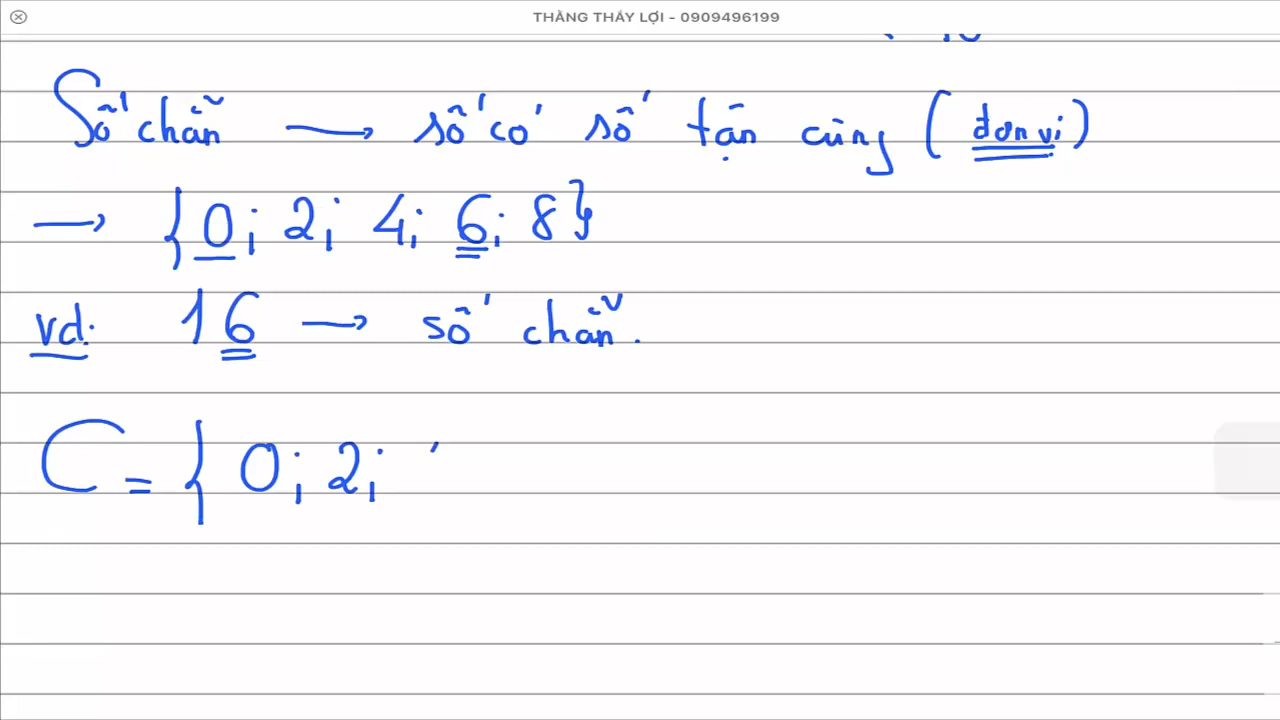 THẮNG THẦY LỢI - 0909496199
Số chẵn → số có số tận cùng (đơn vị)
→ {0; 2; 4; 6; 8}
vd: 16 → số chẵn.
C = { 0; 2;